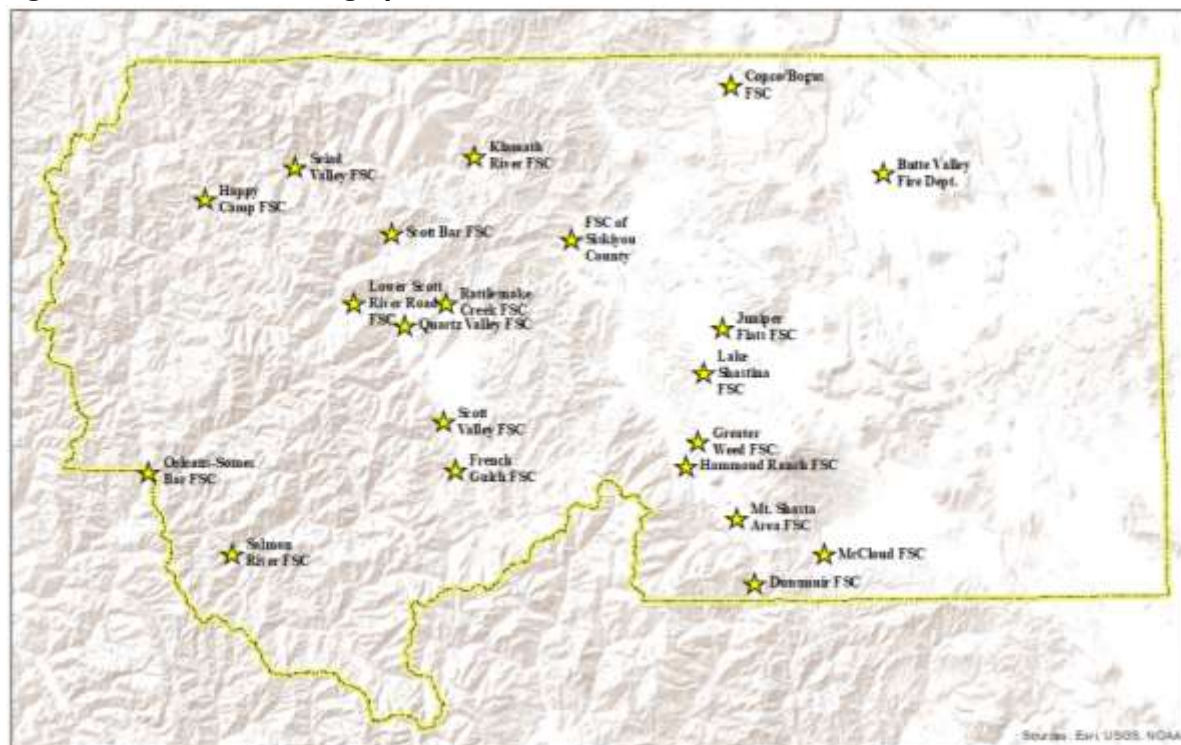 Copco/Bogus
FSC
Klamath
River FSC
Seiad
Valley FSC
Butte Valley
Fire Dept.
Happy
Camp FSC
Scott Bar FSC
FSC of
Siskiyou
County
Lower Scott
River Road
FSC
Rattlesnake
Creek FSC
Quartz Valley FSC
Juniper
Flatt FSC
Lake
Shastina
FSC
Scott
Valley FSC
Greater
Weed FSC
Hammond Ranch FSC
French
Gulch FSC
Orleans-Somes
Bar FSC
Mt. Shasta
Area FSC
Salmon
River FSC
McCloud FSC
Dunsmuir FSC
Sources: Esri, USGS, NOAA